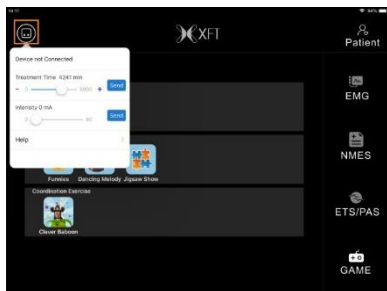 XFT
Patient
Device not Connected
Treatment Time 4241 min
Send
Intensity 0 mA
Send
Help
EMG
NMES
Funnies Dancing Melody Jigsaw Show
Coordination Exercise
ETS/PAS
Clever Baboon
GAME